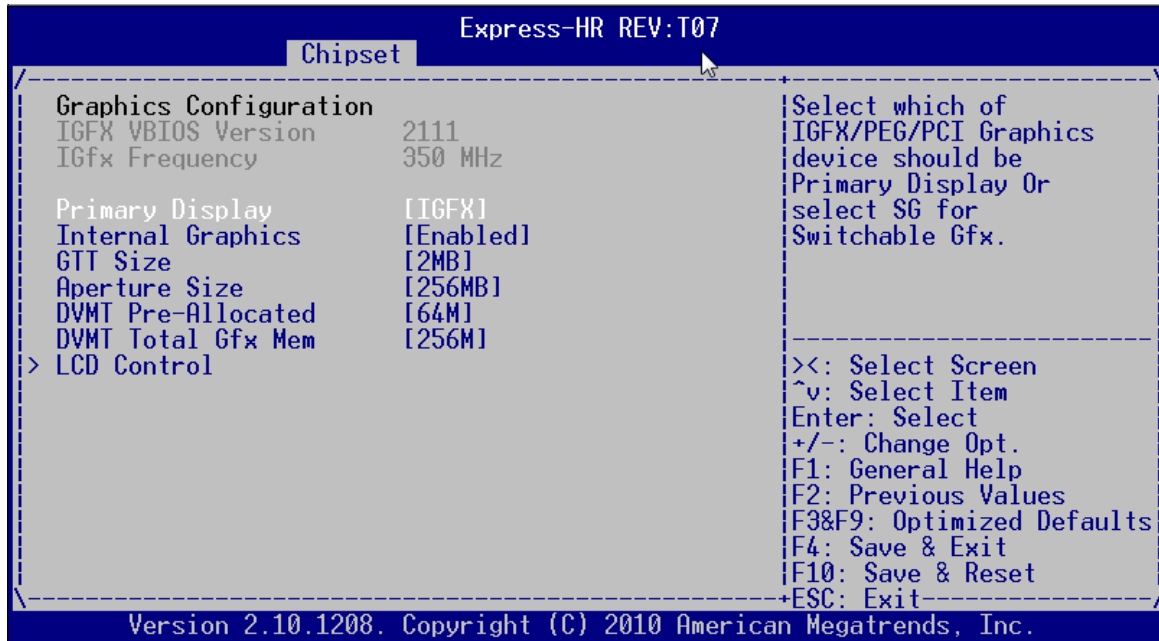 Express-HR REV:T07
Chipset
Graphics Configuration
IGFX VBIOS Version 2111
IGfx Frequency 350 MHz
Primary Display [IGFX]
Internal Graphics [Enabled]
GTT Size [2MB]
Aperture Size [256MB]
DVMT Pre-Allocated [64M]
DVMT Total Gfx Mem [256M]
> LCD Control
Select which of
IGFX/PEG/PCI Graphics
device should be
Primary Display Or
select SG for
Switchable Gfx.
><: Select Screen
^v: Select Item
Enter: Select
+/-: Change Opt.
F1: General Help
F2: Previous Values
F3&F9: Optimized Defaults
F4: Save & Exit
F10: Save & Reset
ESC: Exit
Version 2.10.1208. Copyright (C) 2010 American Megatrends, Inc.